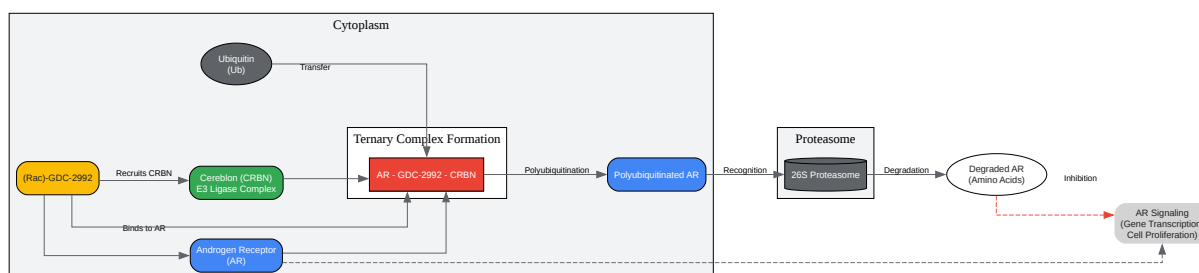 Cytoplasm
Ubiquitin
(Ub)
Transfer
Ternary Complex Formation
Proteasome
(Rac)-GDC-2992
Recruits CRBN
Cereblon (CRBN)
E3 Ligase Complex
AR - GDC-2992 - CRBN
Polyubiquitination
Polyubiquitinated AR
Recognition
26S Proteasome
Degradation
Degraded AR
(Amino Acids)
Inhibition
Binds to AR
Androgen Receptor
(AR)
AR Signaling
(Gene Transcription
Cell Proliferation)